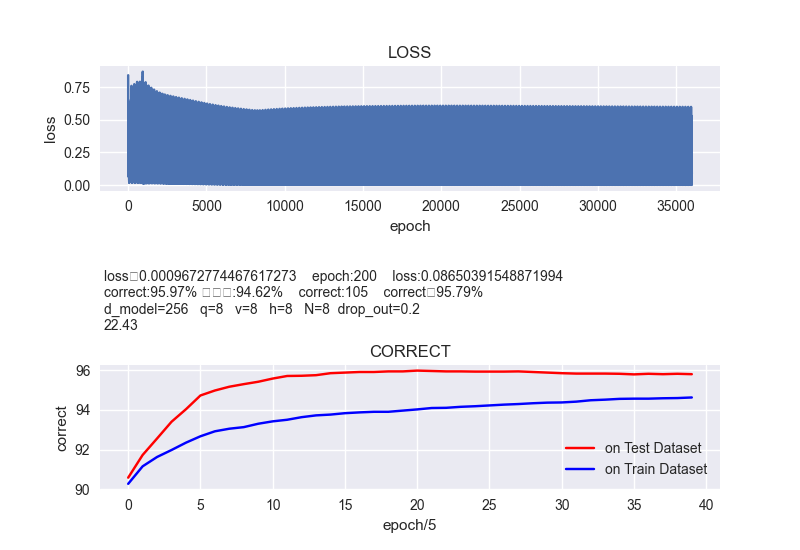 LOSS
0.75
0.50
0.25
0.00
loss
0 5000 10000 15000 20000 25000 30000 35000
epoch
loss□0.0009672774467617273 epoch:200 loss:0.08650391548871994
correct:95.97% □□□:94.62% correct:105 correct□95.79%
d_model=256 q=8 v=8 h=8 N=8 drop_out=0.2
22.43
CORRECT
96
94
92
90
correct
on Test Dataset
on Train Dataset
0 5 10 15 20 25 30 35 40
epoch/5